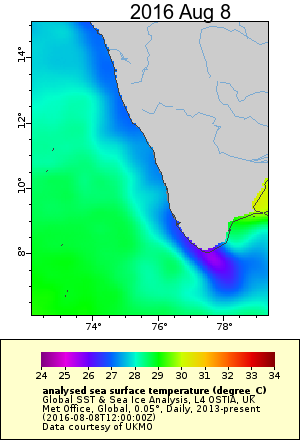 2016 Aug 8
14°
12°
10°
8°
74°
76°
78°
24 25 26 27 28 29 30 31 32 33 34
analysed sea surface temperature (degree_C)
Global SST & Sea Ice Analysis, L4 OSTIA, UK
Met Office, Global, 0.05°, Daily, 2013-present
(2016-08-08T12:00:00Z)
Data courtesy of UKMO